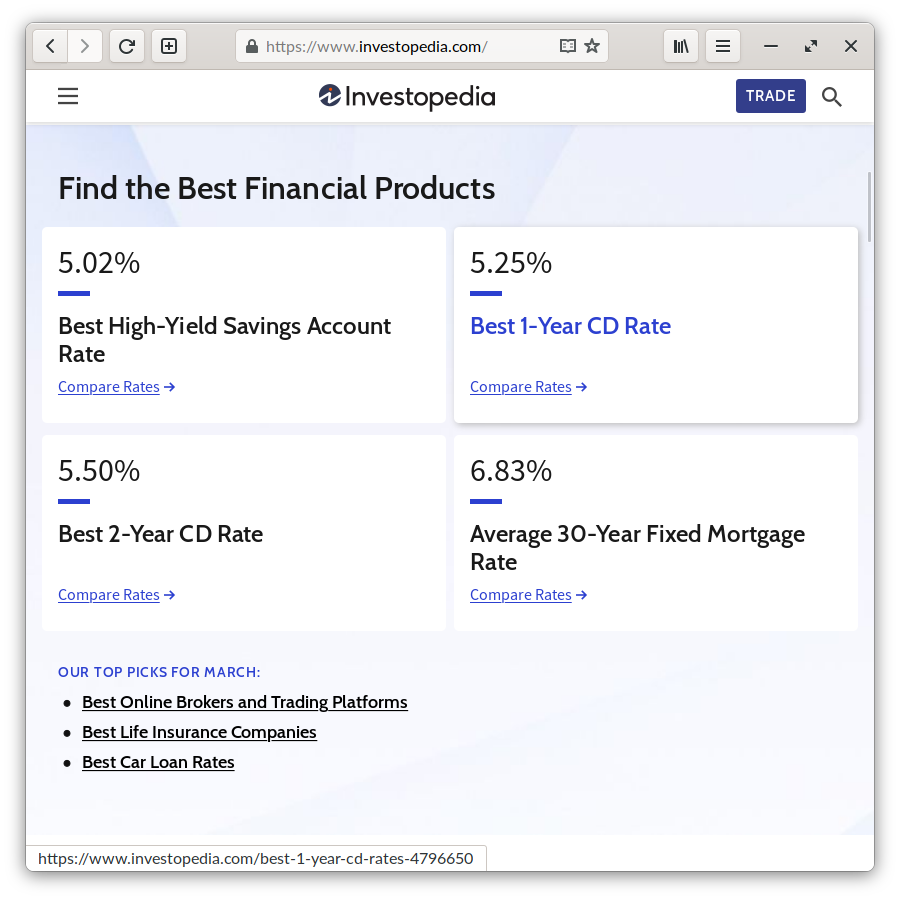 https://www.investopedia.com/
Investopedia
TRADE
Find the Best Financial Products
5.02%
Best High-Yield Savings Account
Rate
Compare Rates →
5.25%
Best 1-Year CD Rate
Compare Rates →
5.50%
Best 2-Year CD Rate
Compare Rates →
6.83%
Average 30-Year Fixed Mortgage
Rate
Compare Rates →
OUR TOP PICKS FOR MARCH:
• Best Online Brokers and Trading Platforms
• Best Life Insurance Companies
• Best Car Loan Rates
https://www.investopedia.com/best-1-year-cd-rates-4796650